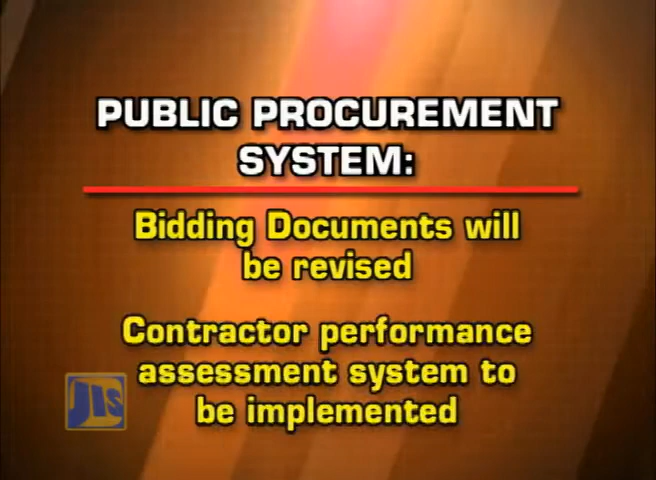 PUBLIC PROCUREMENT
SYSTEM:
Bidding Documents will
be revised
Contractor performance
assessment system to
be implemented
JIS